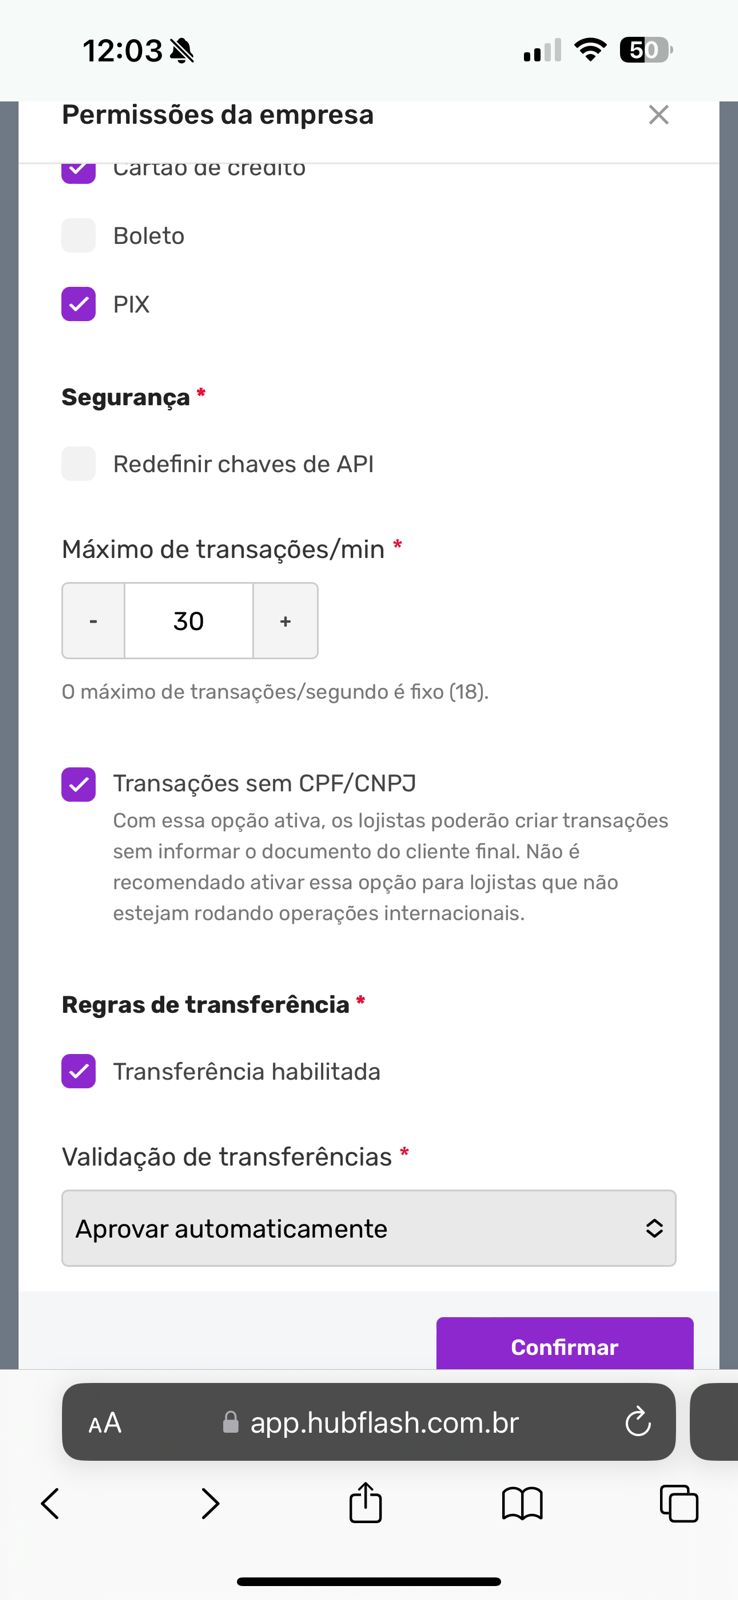 12:03
50
Permissões da empresa
Cartão de crédito
Boleto
PIX
Segurança *
Redefinir chaves de API
Máximo de transações/min *
- 30 +
O máximo de transações/segundo é fixo (18).
Transações sem CPF/CNPJ
Com essa opção ativa, os lojistas poderão criar transações
sem informar o documento do cliente final. Não é
recomendado ativar essa opção para lojistas que não
estejam rodando operações internacionais.
Regras de transferência *
Transferência habilitada
Validação de transferências *
Aprovar automaticamente
Confirmar
AA app.hubflash.com.br